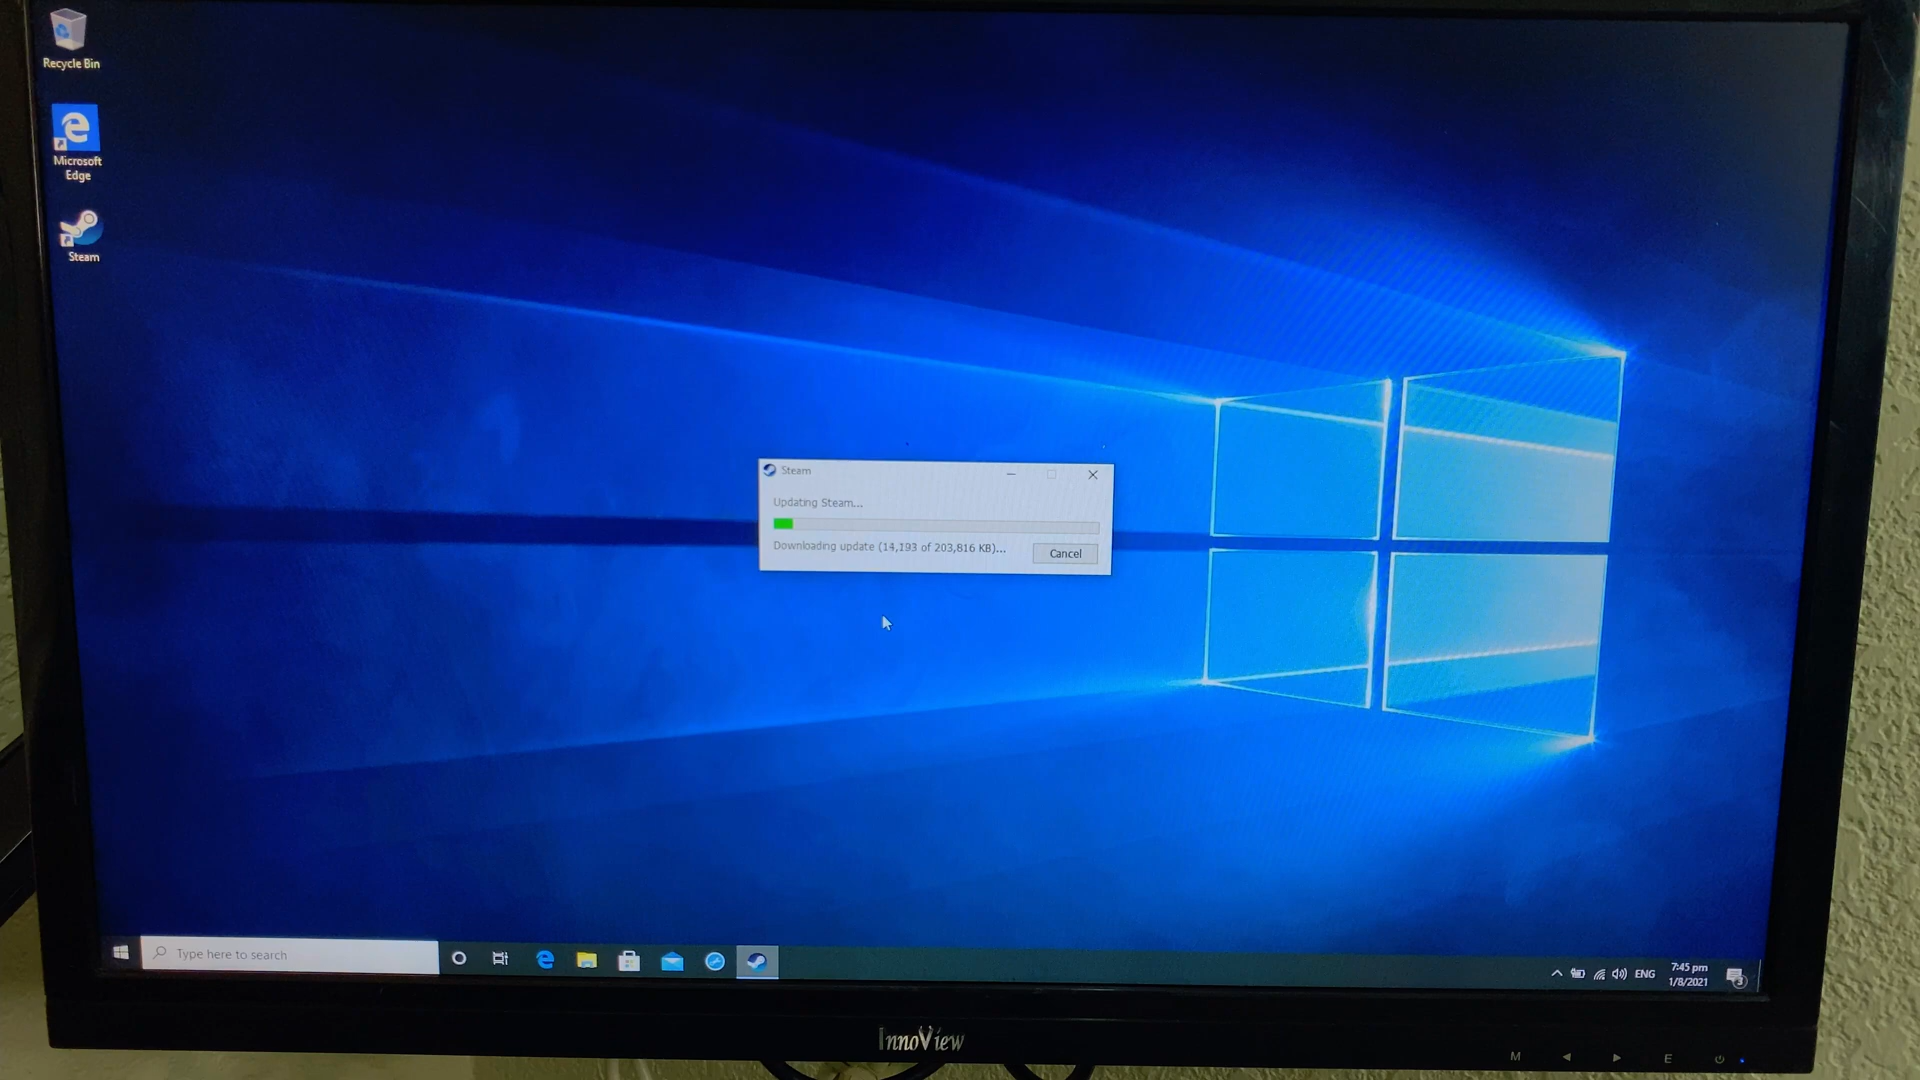 Recycle Bin
Microsoft
Edge
Steam
Steam
Updating Steam...
Downloading update (14,193 of 203,816 KB)...
Cancel
Type here to search
ENG
7:45 pm
1/8/2021
3
InnoView
M
E